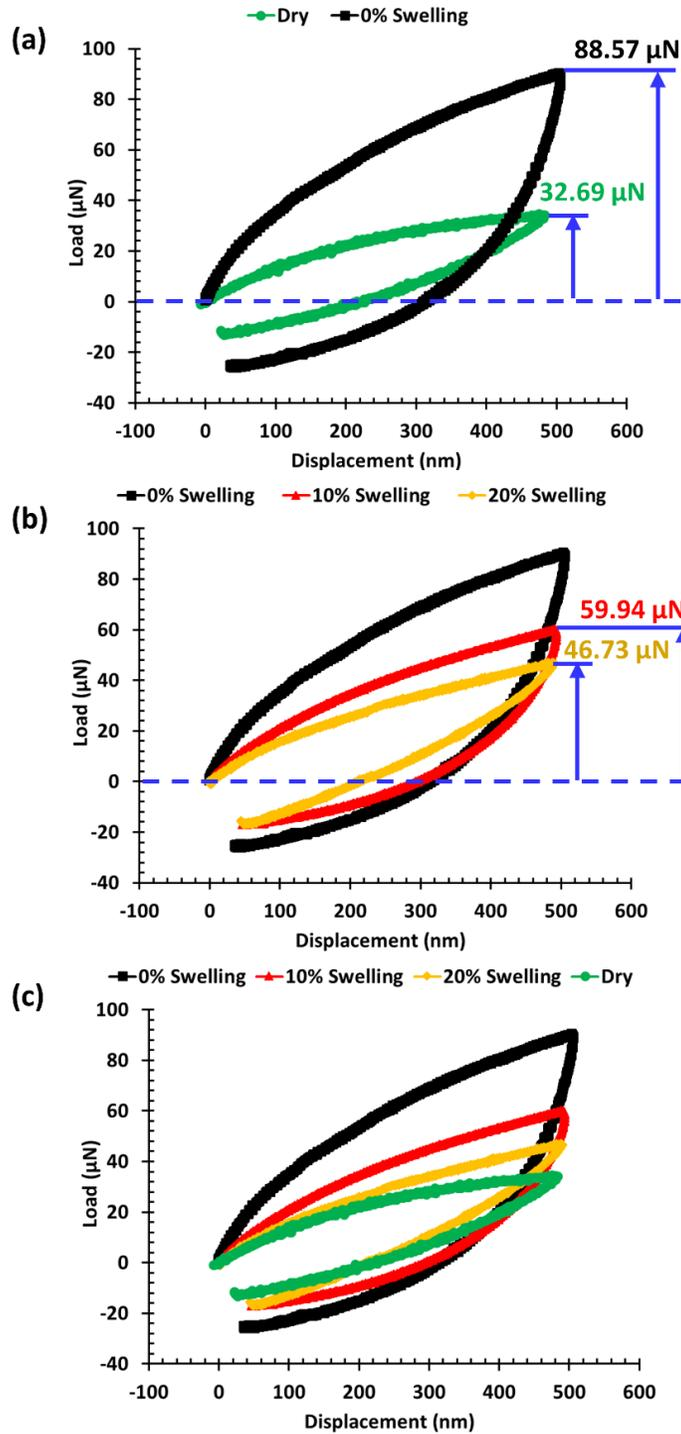 Dry 0% Swelling
(a)
100
80
60
40
20
0
-20
-40
Load (µN)
88.57 µN
32.69 µN
-100 0 100 200 300 400 500 600
Displacement (nm)
0% Swelling 10% Swelling 20% Swelling
(b)
100
80
60
40
20
0
-20
-40
Load (µN)
59.94 µN
46.73 µN
-100 0 100 200 300 400 500 600
Displacement (nm)
0% Swelling 10% Swelling 20% Swelling Dry
(c)
100
80
60
40
20
0
-20
-40
Load (µN)
-100 0 100 200 300 400 500 600
Displacement (nm)